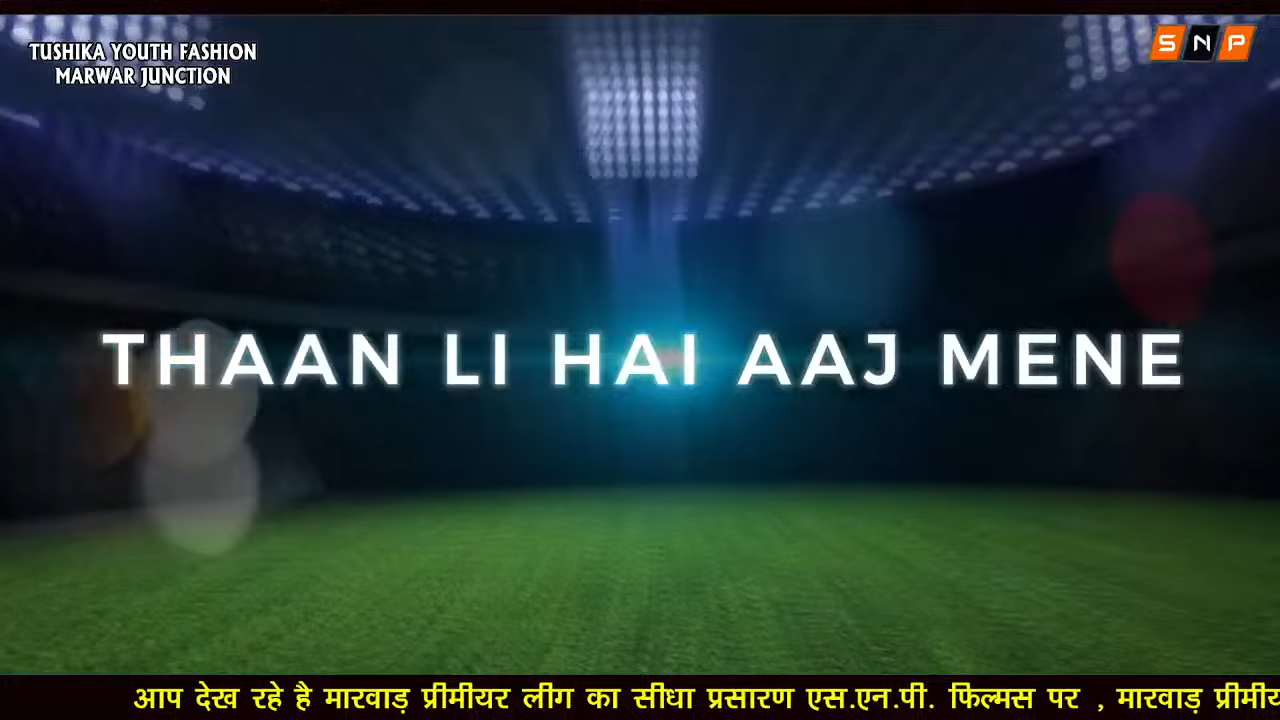 TUSHIKA YOUTH FASHION
MARWAR JUNCTION
SNP
THAAN LI HAI AAJ MENE
आप देख रहे है मारवाड़ प्रीमीयर लीग का सीधा प्रसारण एस.एन.पी. फिल्मस पर , मारवाड़